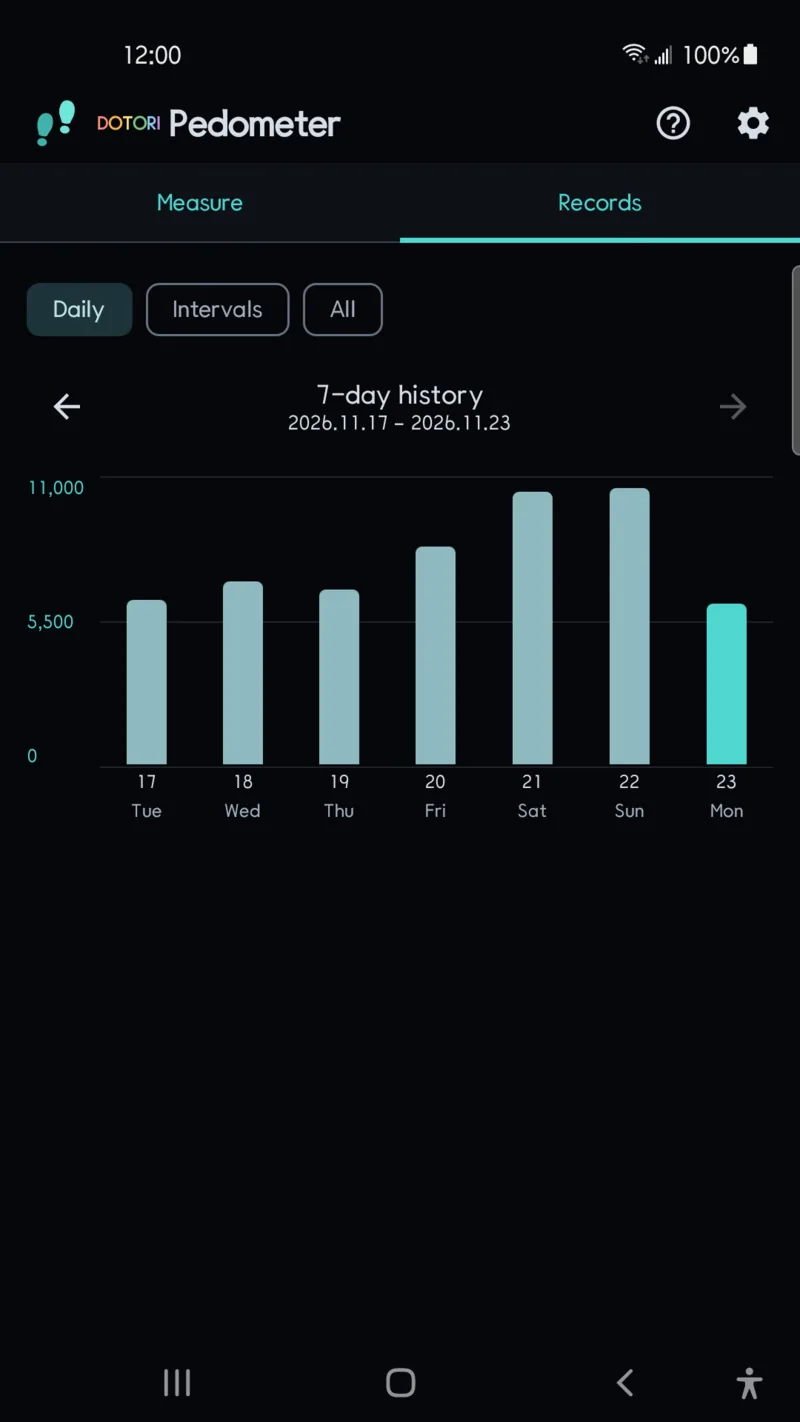 12:00 100%
DOTORI Pedometer
Measure Records
Daily Intervals All
7-day history
2026.11.17 - 2026.11.23
11,000
5,500
0
17 18 19 20 21 22 23
Tue Wed Thu Fri Sat Sun Mon